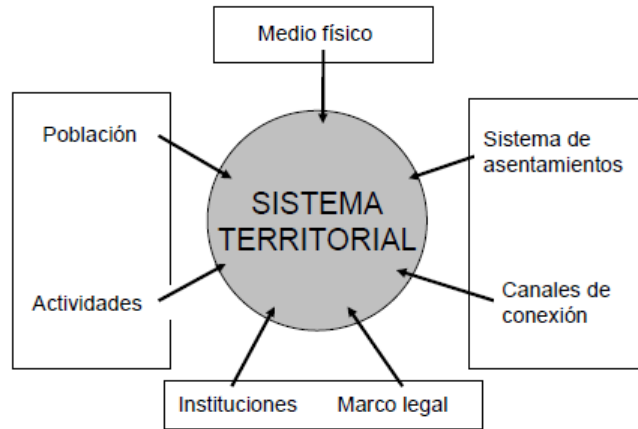 Medio físico
Población
Sistema de
asentamientos
SISTEMA
TERRITORIAL
Actividades
Canales de
conexión
Instituciones
Marco legal